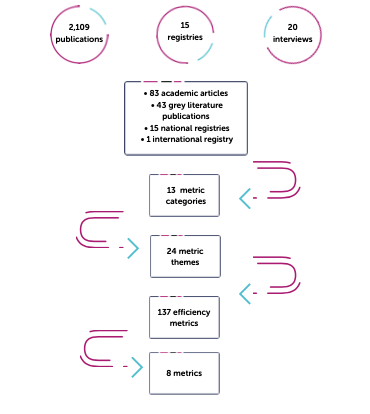 2,109
publications
15
registries
20
interviews
• 83 academic articles
• 43 grey literature
publications
• 15 national registries
• 1 international registry
13 metric
categories
24 metric
themes
137 efficiency
metrics
8 metrics